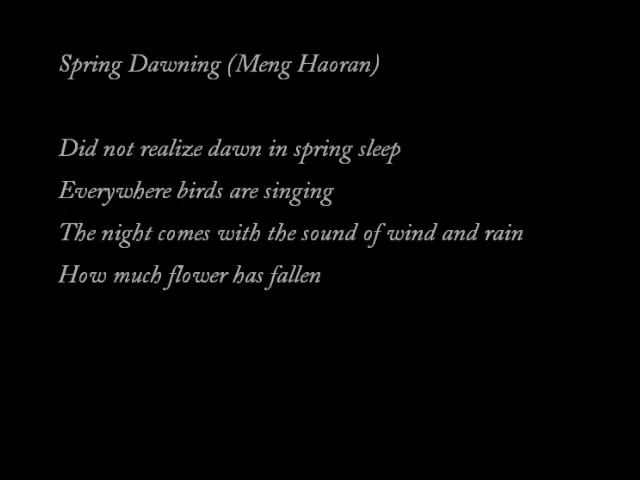 Spring Dawning (Meng Haoran)
Did not realize dawn in spring sleep
Everywhere birds are singing
The night comes with the sound of wind and rain
How much flower has fallen